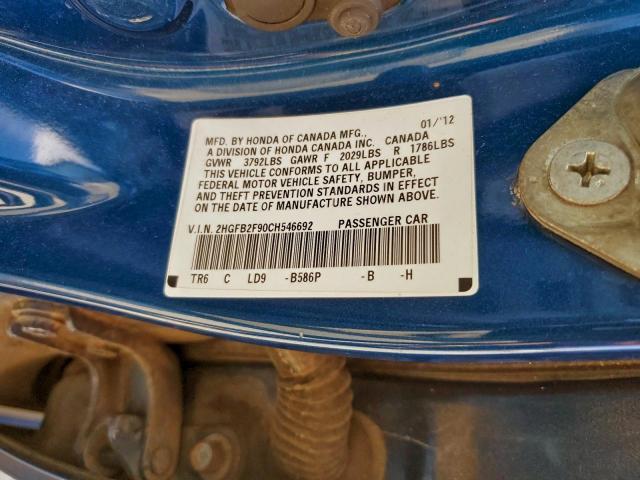 MFD. BY HONDA OF CANADA MFG., 01/'12
A DIVISION OF HONDA CANADA INC. CANADA
GVWR 3792LBS GAWR F 2029LBS R 1786LBS
THIS VEHICLE CONFORMS TO ALL APPLICABLE
FEDERAL MOTOR VEHICLE SAFETY, BUMPER,
AND THEFT PREVENTION STANDARDS IN EFFECT
ON THE DATE OF MANUFACTURE SHOWN ABOVE.
V.I.N. 2HGFB2F90CH546692 PASSENGER CAR
TR6 C LD9 -B586P -B -H